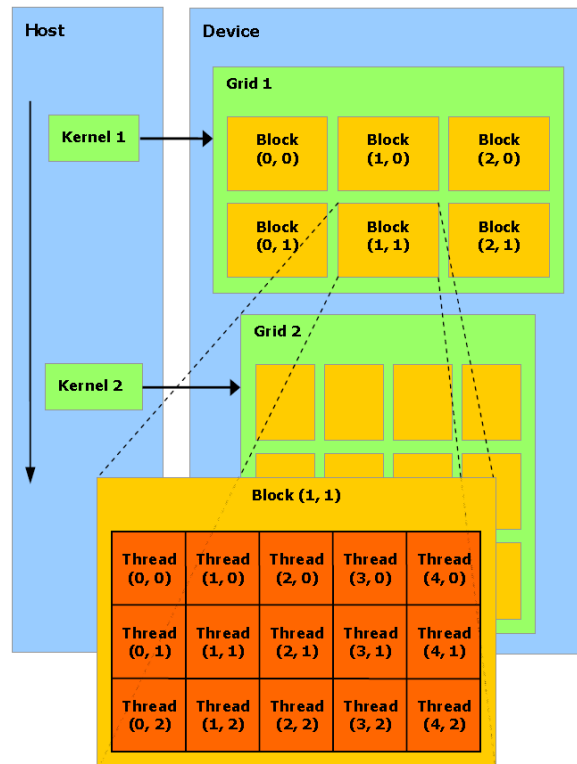 Host
Device
Grid 1
Kernel 1
Block Block Block
(0, 0) (1, 0) (2, 0)
Block Block Block
(0, 1) (1, 1) (2, 1)
Grid 2
Kernel 2
Block (1, 1)
Thread Thread Thread Thread Thread
(0, 0) (1, 0) (2, 0) (3, 0) (4, 0)
Thread Thread Thread Thread Thread
(0, 1) (1, 1) (2, 1) (3, 1) (4, 1)
Thread Thread Thread Thread Thread
(0, 2) (1, 2) (2, 2) (3, 2) (4, 2)